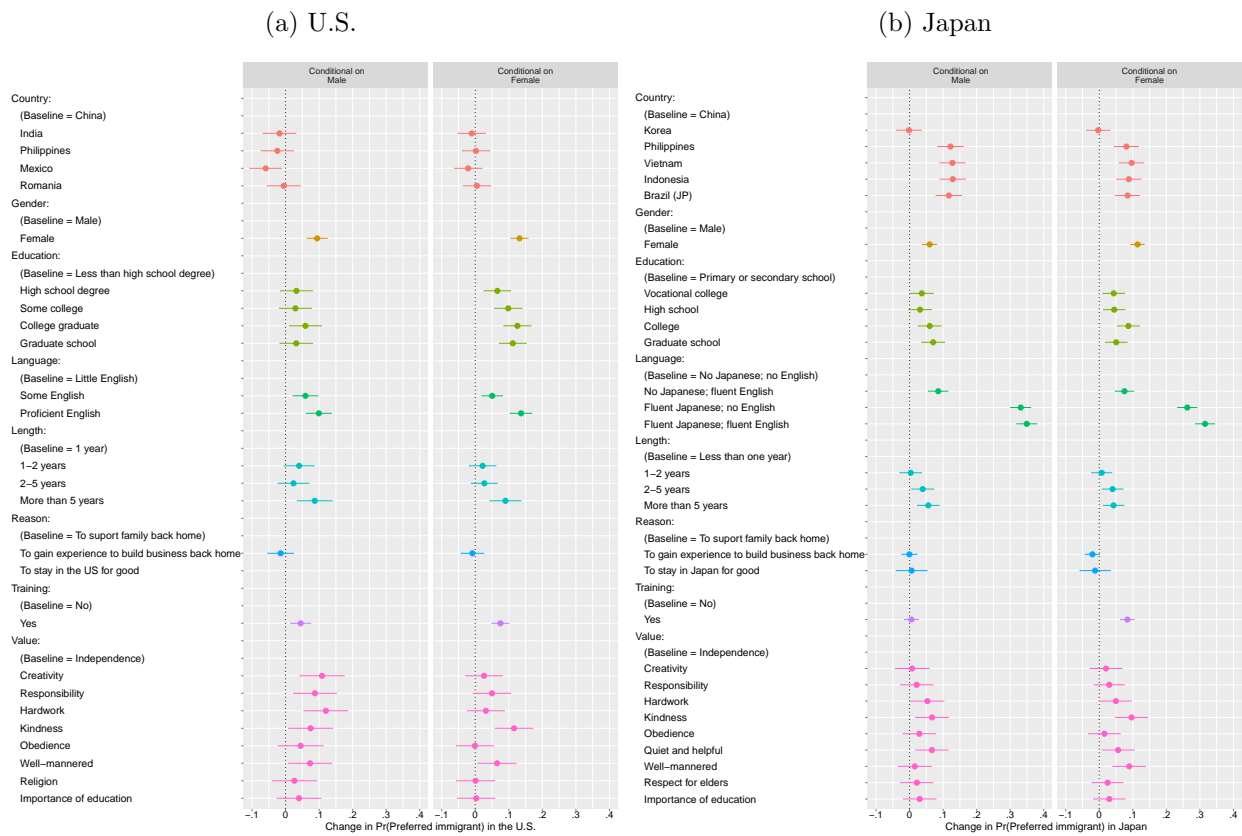 (a) U.S.
Conditional on
Male
Conditional on
Female
Country:
(Baseline = China)
India
Philippines
Mexico
Romania
Gender:
(Baseline = Male)
Female
Education:
(Baseline = Less than high school degree)
High school degree
Some college
College graduate
Graduate school
Language:
(Baseline = Little English)
Some English
Proficient English
Length:
(Baseline = 1 year)
1−2 years
2−5 years
More than 5 years
Reason:
(Baseline = To suport family back home)
To gain experience to build business back home
To stay in the US for good
Training:
(Baseline = No)
Yes
Value:
(Baseline = Independence)
Creativity
Responsibility
Hardwork
Kindness
Obedience
Well−mannered
Religion
Importance of education
−.1 0 .1 .2 .3 .4 −.1 0 .1 .2 .3 .4
Change in Pr(Preferred immigrant) in the U.S.
(b) Japan
Conditional on
Male
Conditional on
Female
Country:
(Baseline = China)
Korea
Philippines
Vietnam
Indonesia
Brazil (JP)
Gender:
(Baseline = Male)
Female
Education:
(Baseline = Primary or secondary school)
Vocational college
High school
College
Graduate school
Language:
(Baseline = No Japanese; no English)
No Japanese; fluent English
Fluent Japanese; no English
Fluent Japanese; fluent English
Length:
(Baseline = Less than one year)
1−2 years
2−5 years
More than 5 years
Reason:
(Baseline = To suport family back home)
To gain experience to build business back home
To stay in Japan for good
Training:
(Baseline = No)
Yes
Value:
(Baseline = Independence)
Creativity
Responsibility
Hardwork
Kindness
Obedience
Quiet and helpful
Well−mannered
Respect for elders
Importance of education
−.1 0 .1 .2 .3 .4 −.1 0 .1 .2 .3 .4
Change in Pr(Preferred immigrant) in Japan